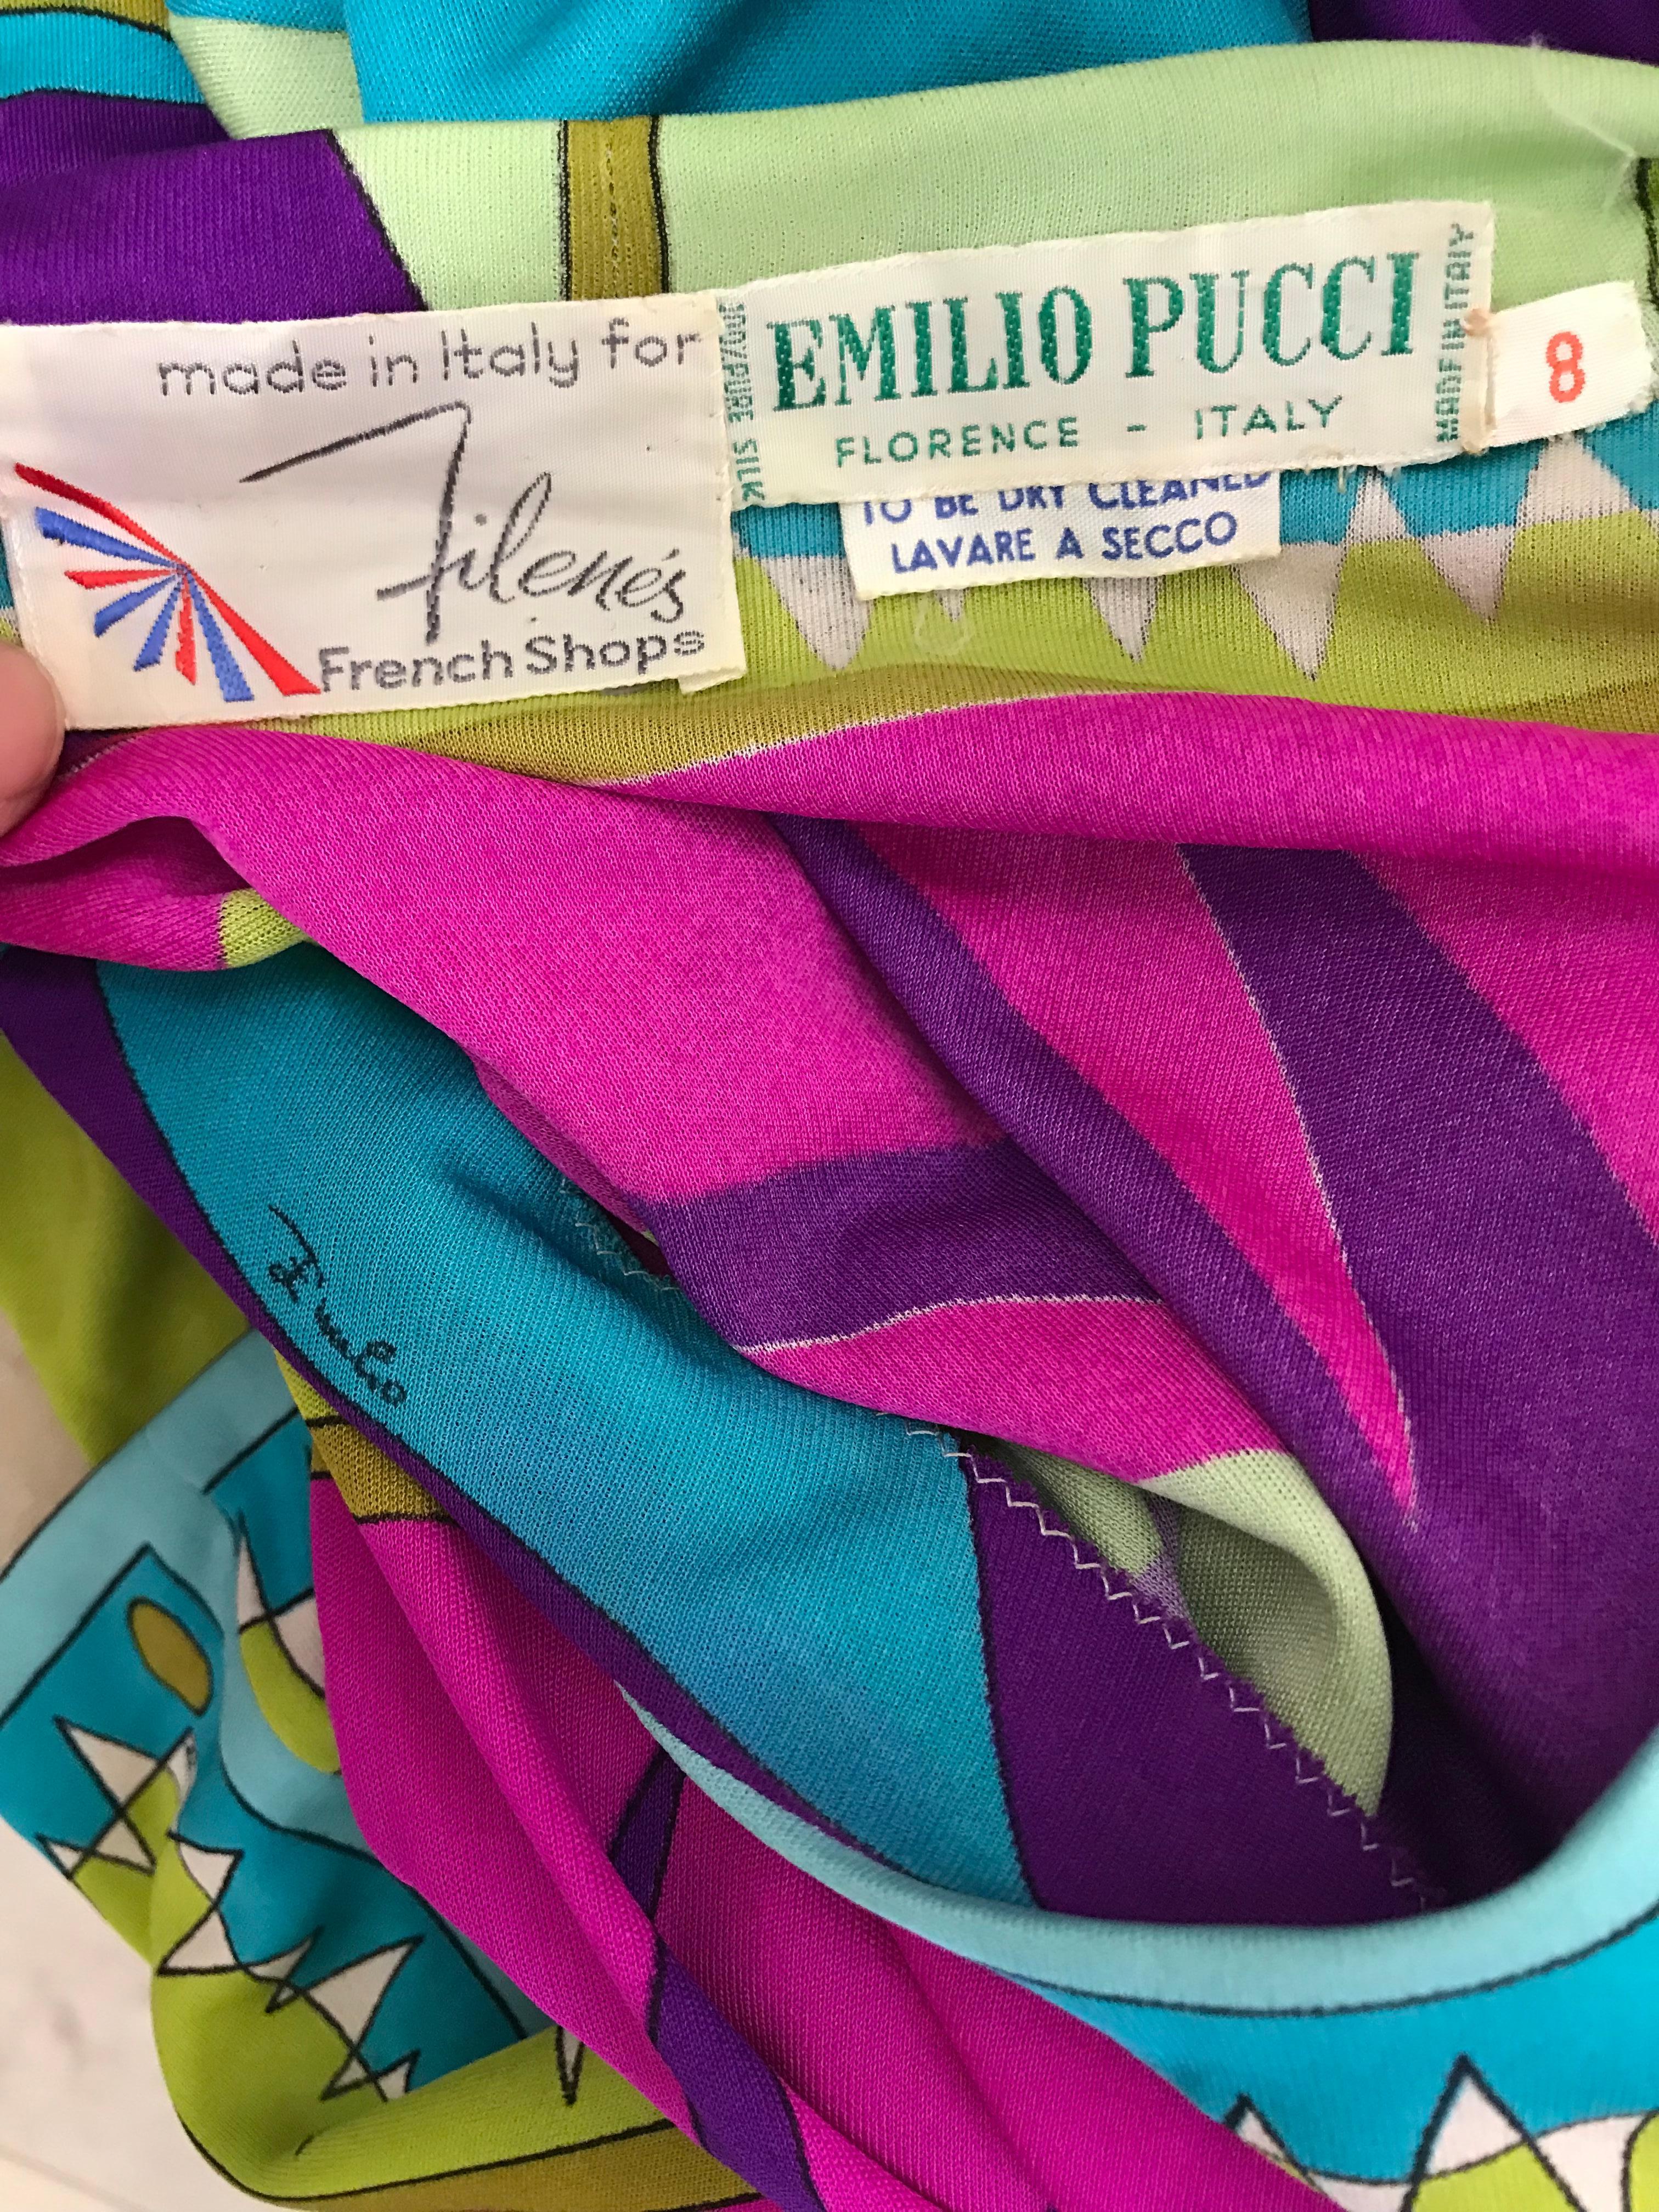 made in Italy for
Filene's
French Shops
100% PURE SILK
EMILIO PUCCI
FLORENCE - ITALY
MADE IN ITALY
8
TO BE DRY CLEANED
LAVARE A SECCO
Emilio